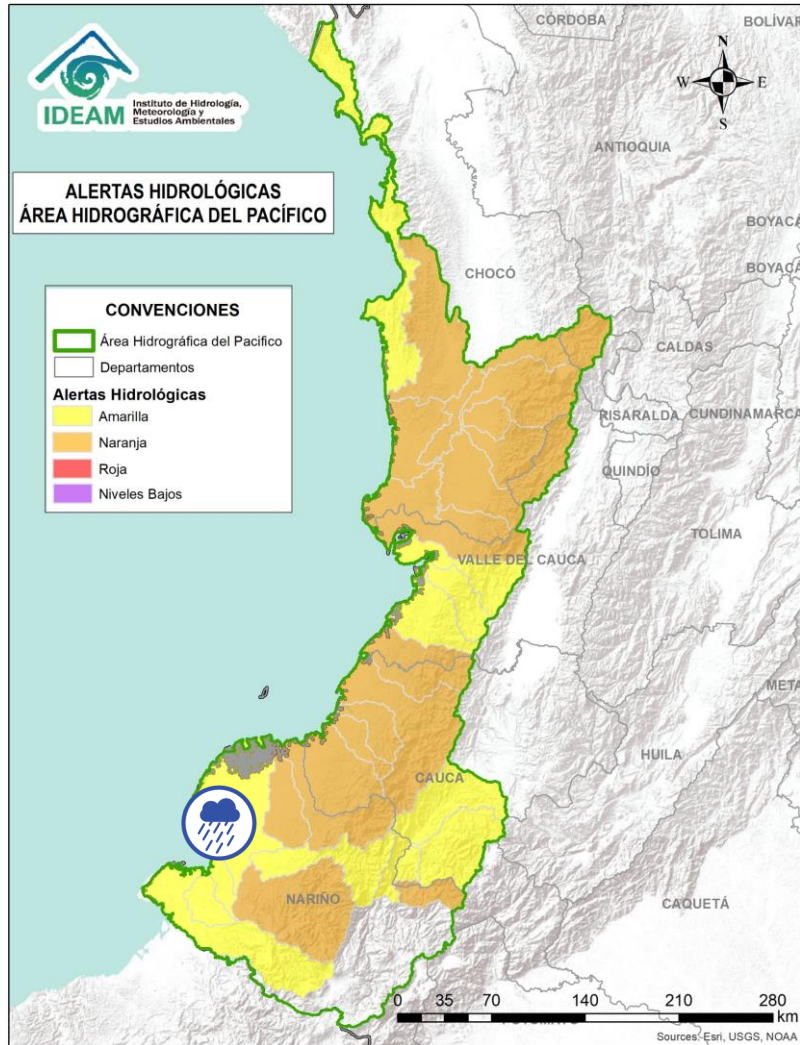 IDEAM
Instituto de Hidrología,
Meteorología y
Estudios Ambientales
ALERTAS HIDROLÓGICAS
ÁREA HIDROGRÁFICA DEL PACÍFICO
CONVENCIONES
Área Hidrográfica del Pacifico
Departamentos
Alertas Hidrológicas
Amarilla
Naranja
Roja
Niveles Bajos
N
W E
S
CÓRDOBA
BOLÍVAR
ANTIOQUIA
BOYACÁ
CHOCÓ
BOYACÁ
CALDAS
RISARALDA
CUNDINAMARCA
QUINDÍO
TOLIMA
VALLE DEL CAUCA
META
HUILA
CAUCA
NARIÑO
CAQUETÁ
0 35 70 140 210 280
km
Sources: Esri, USGS, NOAA